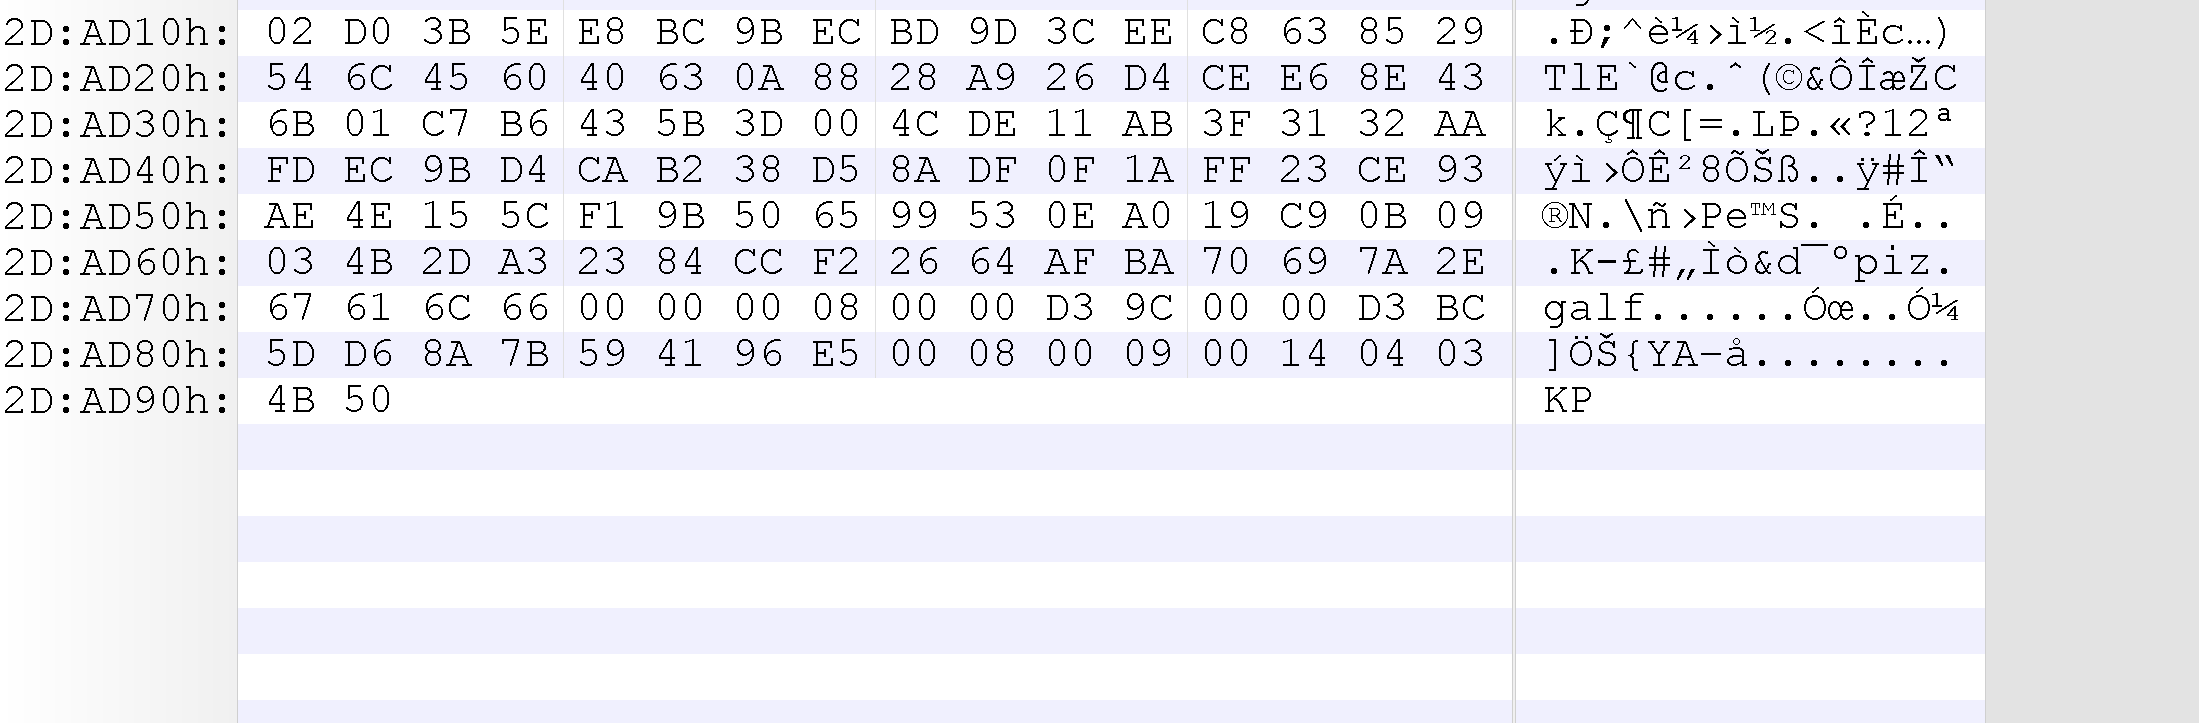 2D:AD10h: 02 D0 3B 5E E8 BC 9B EC BD 9D 3C EE C8 63 85 29 .Ð;^è¼›ì½.<îÈc…)
2D:AD20h: 54 6C 45 60 40 63 0A 88 28 A9 26 D4 CE E6 8E 43 TlE`@c.ˆ(©&ÔÎæŽC
2D:AD30h: 6B 01 C7 B6 43 5B 3D 00 4C DE 11 AB 3F 31 32 AA k.Ç¶C[=.LÞ.«?12ª
2D:AD40h: FD EC 9B D4 CA B2 38 D5 8A DF 0F 1A FF 23 CE 93 ýì›ÔÊ²8ÕŠß..ÿ#Î“
2D:AD50h: AE 4E 15 5C F1 9B 50 65 99 53 0E A0 19 C9 0B 09 ®N.\ñ›Pe™S. .É..
2D:AD60h: 03 4B 2D A3 23 84 CC F2 26 64 AF BA 70 69 7A 2E .K-£#„Ìò&d¯ºpiz.
2D:AD70h: 67 61 6C 66 00 00 00 08 00 00 D3 9C 00 00 D3 BC galf......Óœ..Ó¼
2D:AD80h: 5D D6 8A 7B 59 41 96 E5 00 08 00 09 00 14 04 03 ]ÖŠ{YA–å........
2D:AD90h: 4B 50 KP